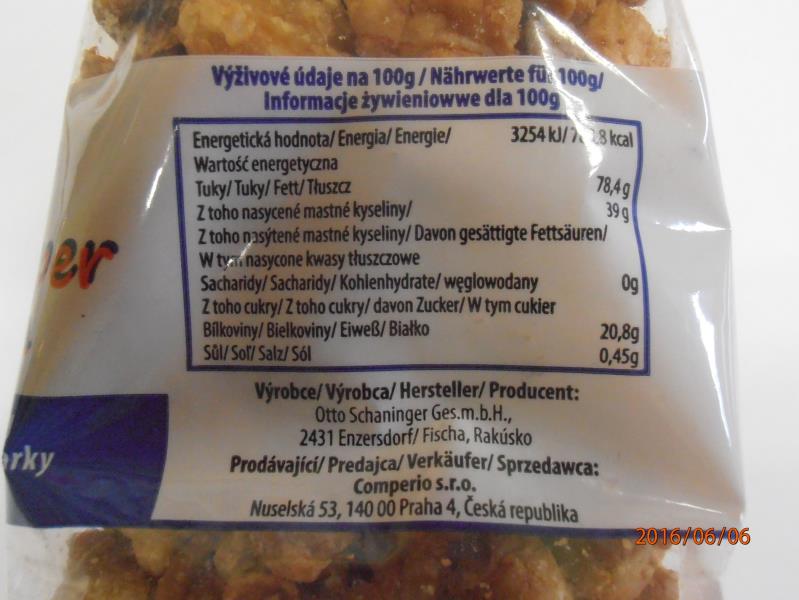 Výživové údaje na 100g / Nährwerte für 100g/
Informacje żywieniowwe dla 100g
Energetická hodnota/ Energia/ Energie/ 3254 kJ/ kcal
Wartość energetyczna
Tuky/ Tuky/ Fett/ Tłuszcz 78,4g
Z toho nasycené mastné kyseliny/ 39g
Z toho nasýtené mastné kyseliny/ Davon gesättigte Fettsäuren/
W tym nasycone kwasy tłuszczowe
Sacharidy/ Sacharidy/ Kohlenhydrate/ węglowodany 0g
Z toho cukry/ Z toho cukry/ davon Zucker/ W tym cukier
Bílkoviny/ Bielkoviny/ Eiweß/ Białko 20,8g
Sůl/ Soľ/ Salz/ Sól 0,45g
Výrobce/ Výrobca/ Hersteller/ Producent:
Otto Schaninger Ges.m.b.H.,
2431 Enzersdorf/ Fischa, Rakúsko
Prodávající/ Predajca/ Verkäufer/ Sprzedawca:
Comperio s.r.o.
Nuselská 53, 140 00 Praha 4, Česká republika
2016/06/06